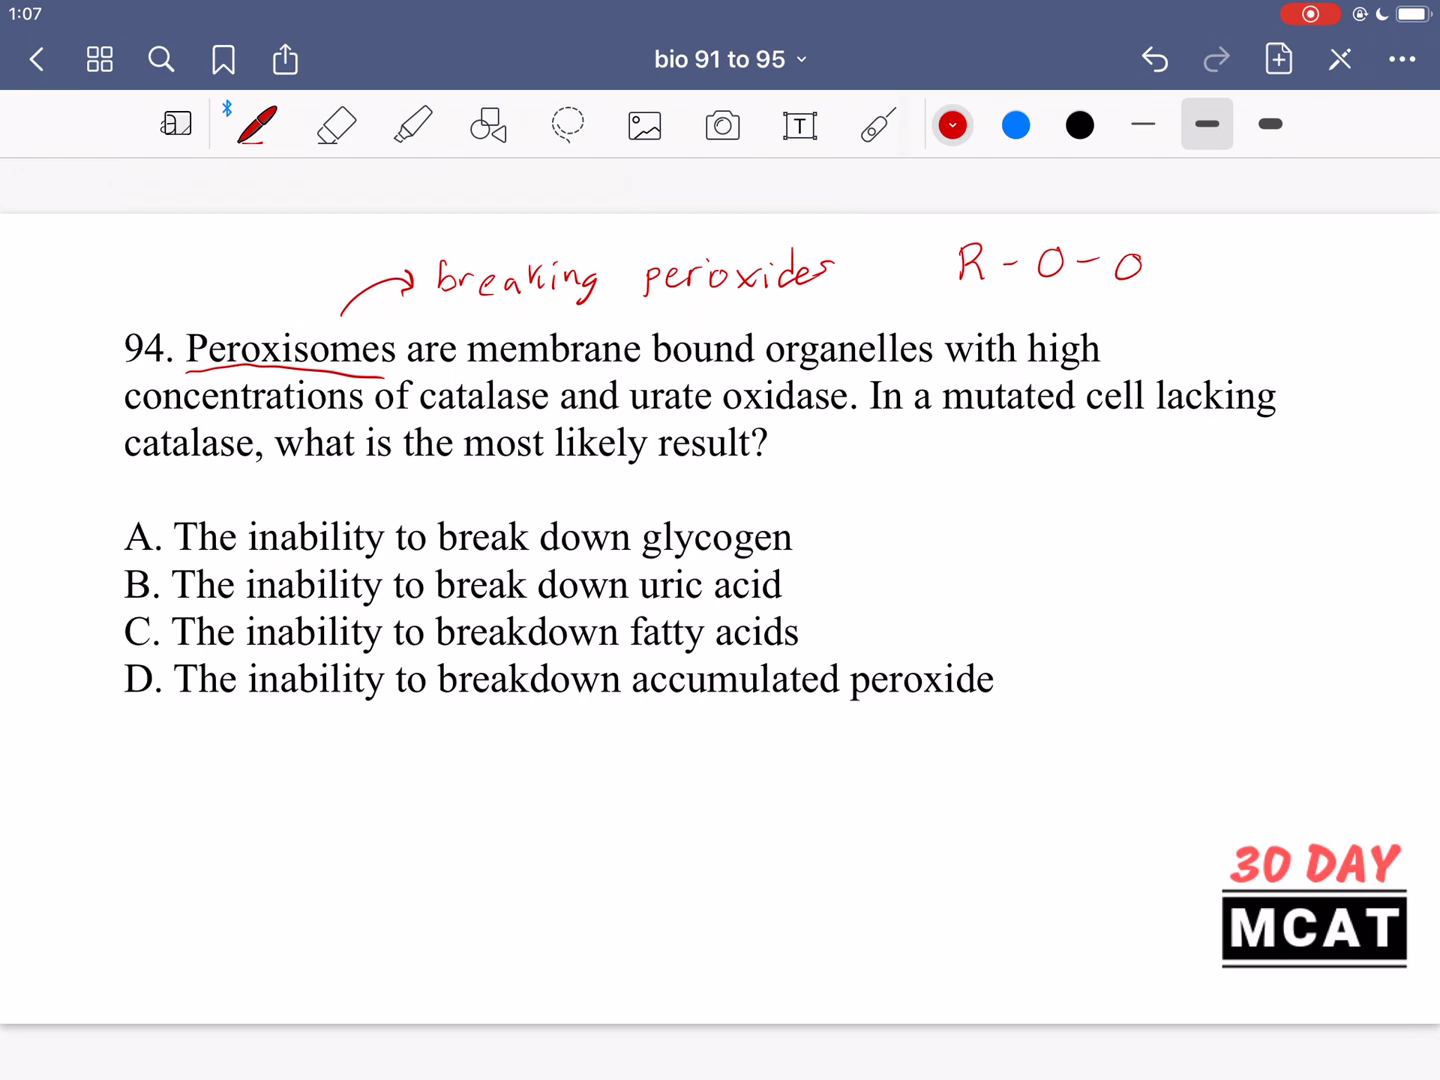 1:07
bio 91 to 95
T
breaking peroxides R - O - O
94. Peroxisomes are membrane bound organelles with high
concentrations of catalase and urate oxidase. In a mutated cell lacking
catalase, what is the most likely result?
A. The inability to break down glycogen
B. The inability to break down uric acid
C. The inability to breakdown fatty acids
D. The inability to breakdown accumulated peroxide
30 DAY
MCAT